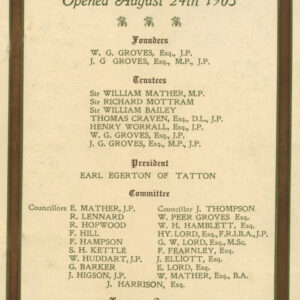 Opened August 24th 1905
Founders
W. G. GROVES, Esq., J.P.
J. G GROVES, Esq., M.P., J.P.
Trustees
Sir WILLIAM MATHER, M.P.
Sir RICHARD MOTTRAM
Sir WILLIAM BAILEY
THOMAS CRAVEN, Esq., D.L., J.P.
HENRY WORRALL, Esq., J.P.
W. G. GROVES, Esq., J.P.
J. G. GROVES, Esq., M.P., J.P.
President
EARL EGERTON OF TATTON
Committee
Councillors E. MATHER, J.P.
R. LENNARD
R. HOPWOOD
F. HILL
F. HAMPSON
S. H. KETTLE
W. HUDDART, J.P.
G. BARKER
J. HIGSON, J.P.
Councillor J. THOMPSON
W. PEER GROVES Esq.
W. H. HAMBLETT, Esq.
HY. LORD, Esq., F.R.I.B.A., J.P.
G. W. LORD, Esq., M.Sc.
F. FEARNLEY, Esq.
J. ELLIOTT, Esq.
E. LORD, Esq.
W. MATHER, Esq., B.A.
J. HARRISON, Esq.